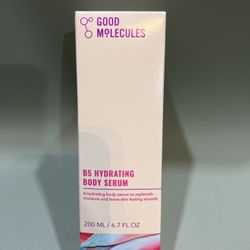 GOOD
MOLECULES
B5 HYDRATING
BODY SERUM
A hydrating body serum to replenish
moisture and leave skin feeling smooth
200 ML / 6.7 FL OZ